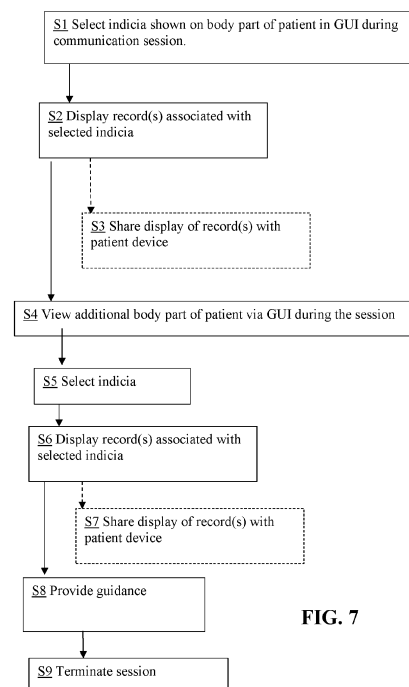 S1 Select indicia shown on body part of patient in GUI during
communication session.
S2 Display record(s) associated with
selected indicia
S3 Share display of record(s) with
patient device
S4 View additional body part of patient via GUI during the session
S5 Select indicia
S6 Display record(s) associated with
selected indicia
S7 Share display of record(s) with
patient device
S8 Provide guidance
FIG. 7
S9 Terminate session